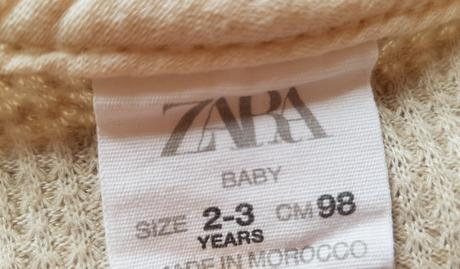 ZARA
BABY
SIZE 2-3 CM 98
YEARS
MADE IN MOROCCO